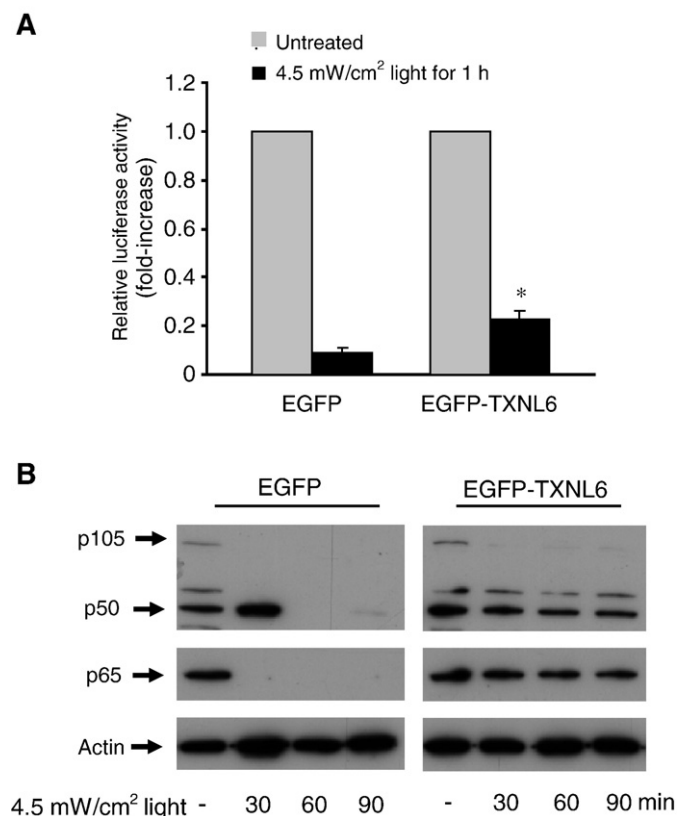 A
Untreated
4.5 mW/cm² light for 1 h
Relative luciferase activity
(fold-increase)
1.2
1.0
0.8
0.6
0.4
0.2
0
*
EGFP EGFP-TXNL6
B
EGFP EGFP-TXNL6
p105
p50
p65
Actin
4.5 mW/cm² light - 30 60 90 - 30 60 90 min